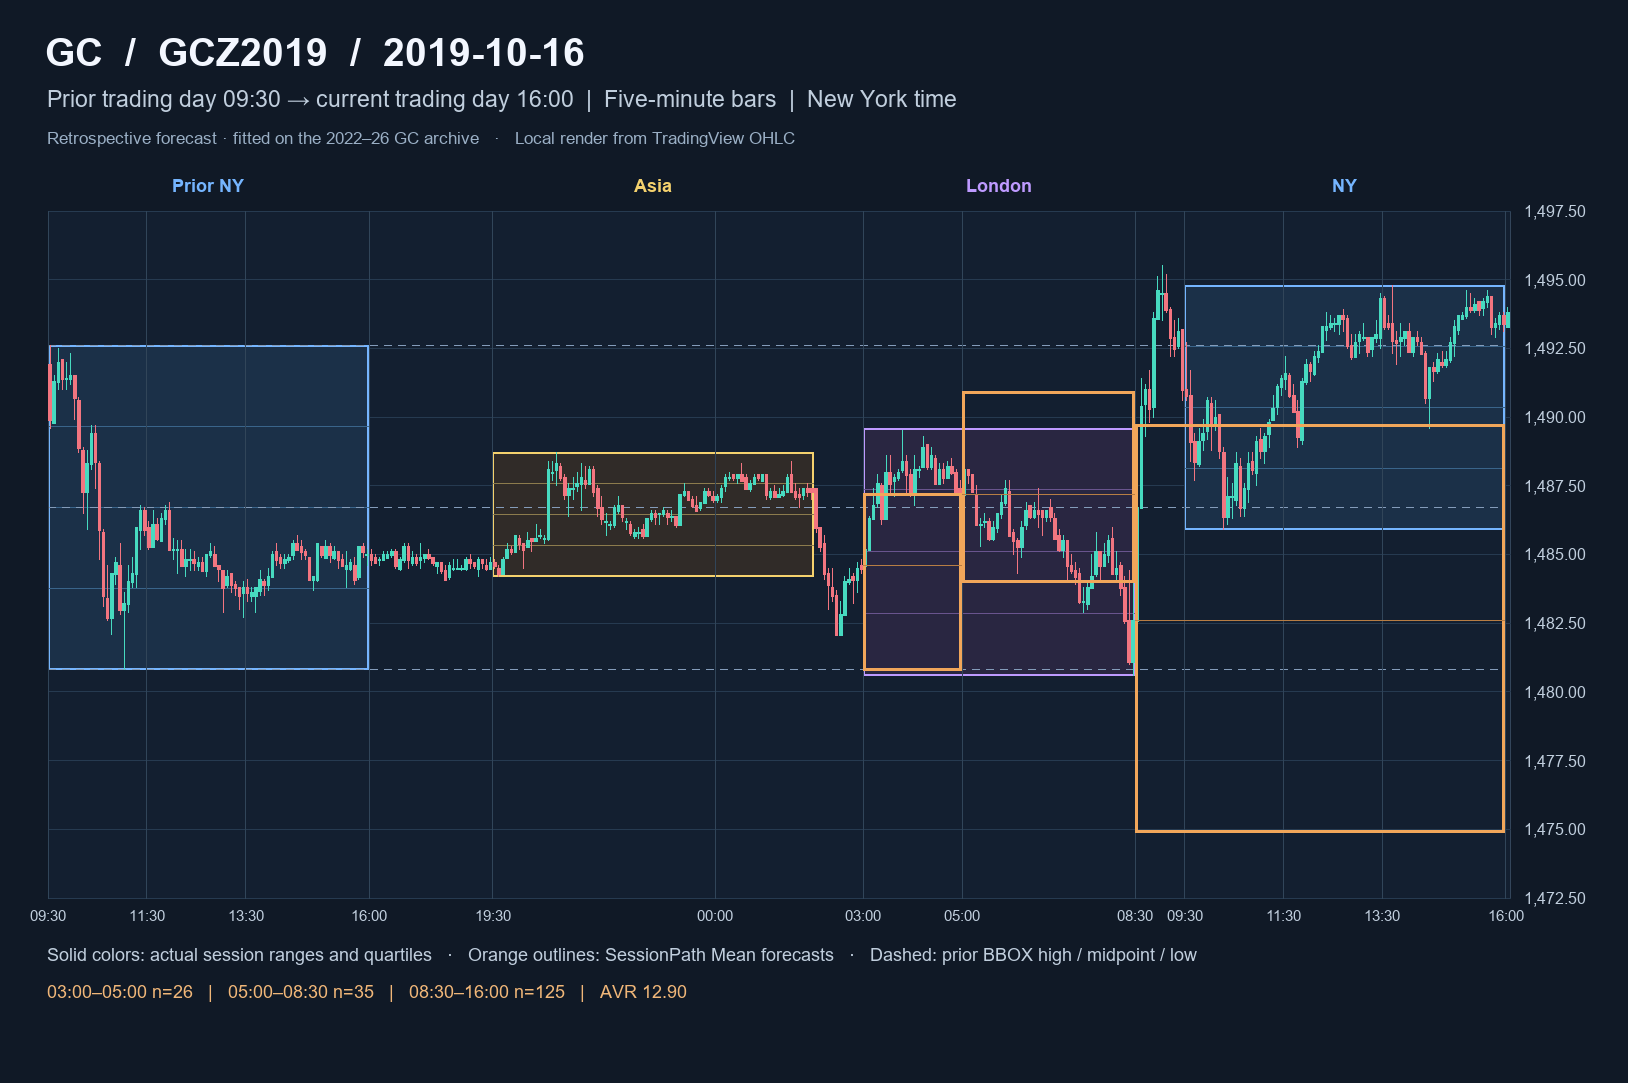 GC / GCZ2019 / 2019-10-16
Prior trading day 09:30 → current trading day 16:00 | Five-minute bars | New York time
Retrospective forecast · fitted on the 2022–26 GC archive · Local render from TradingView OHLC
Prior NY Asia London NY
1,497.50
1,495.00
1,492.50
1,490.00
1,487.50
1,485.00
1,482.50
1,480.00
1,477.50
1,475.00
1,472.50
09:30 11:30 13:30 16:00 19:30 00:00 03:00 05:00 08:30 09:30 11:30 13:30 16:00
Solid colors: actual session ranges and quartiles · Orange outlines: SessionPath Mean forecasts · Dashed: prior BBOX high / midpoint / low
03:00–05:00 n=26 | 05:00–08:30 n=35 | 08:30–16:00 n=125 | AVR 12.90